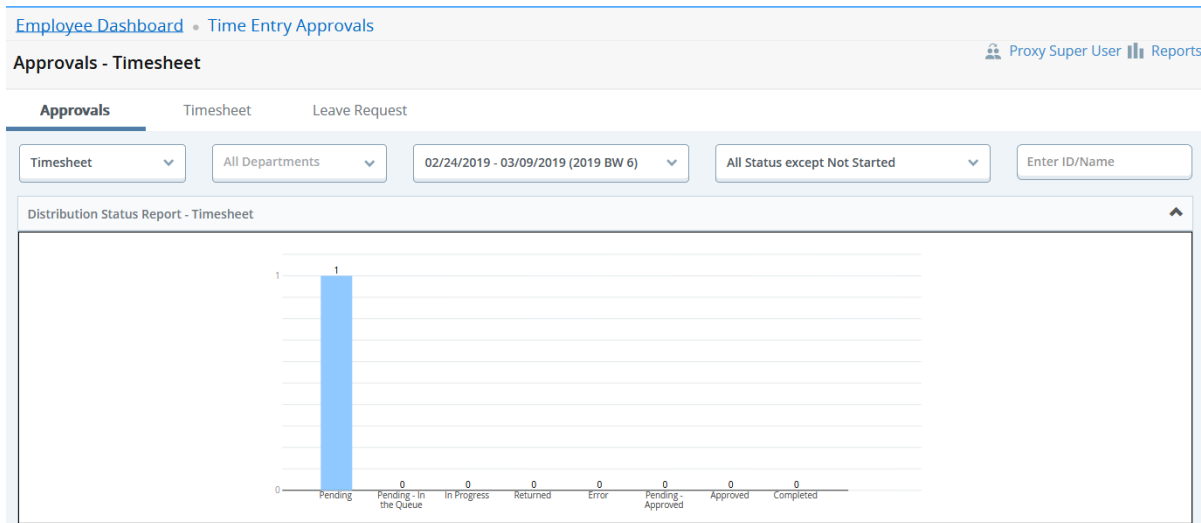 Employee Dashboard • Time Entry Approvals
Approvals - Timesheet
Proxy Super User Reports
Approvals Timesheet Leave Request
Timesheet All Departments 02/24/2019 - 03/09/2019 (2019 BW 6) All Status except Not Started Enter ID/Name
Distribution Status Report - Timesheet
1
1
0 0 0 0 0 0 0
0
Pending Pending - In the Queue In Progress Returned Error Pending - Approved Approved Completed